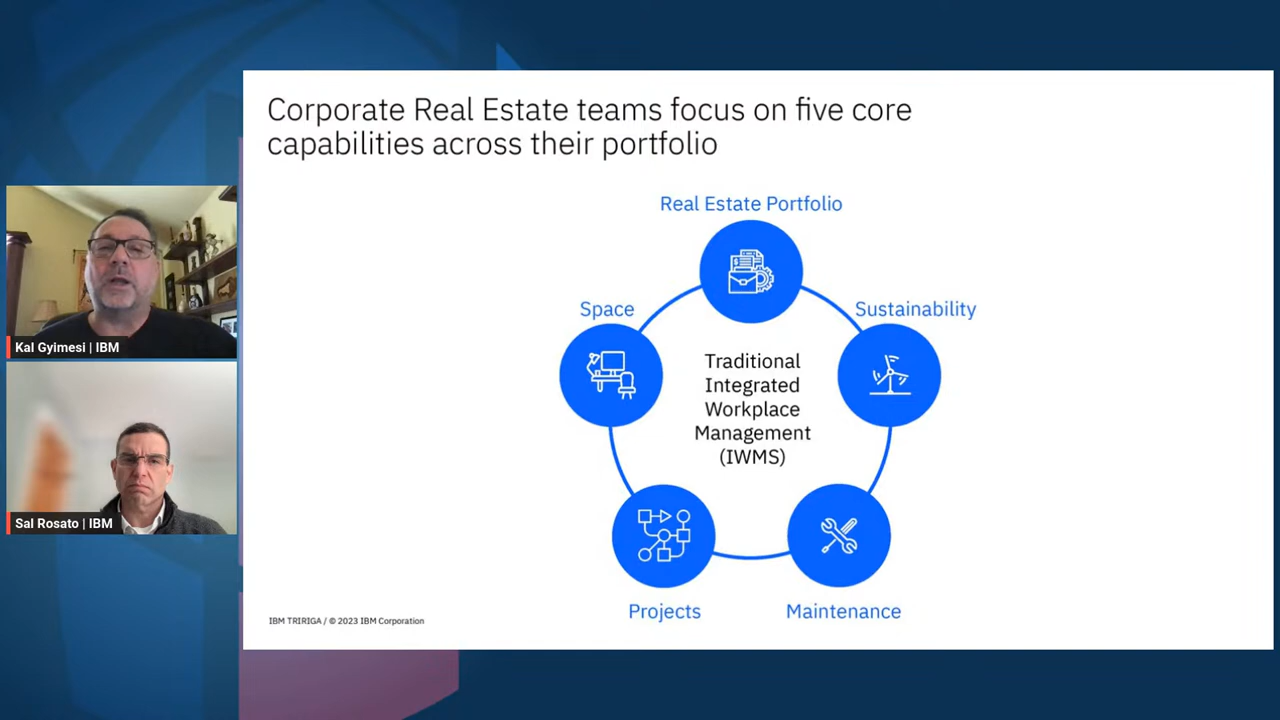 Corporate Real Estate teams focus on five core
capabilities across their portfolio
Real Estate Portfolio
Space
Sustainability
Traditional
Integrated
Workplace
Management
(IWMS)
Kal Gyimesi | IBM
Sal Rosato | IBM
Projects
Maintenance
IBM TRIRIGA / © 2023 IBM Corporation